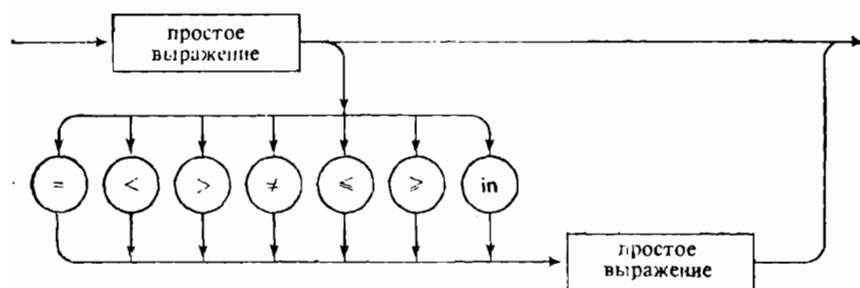 простое
выражение
= < > ≠ ≤ ≥ in
простое
выражение